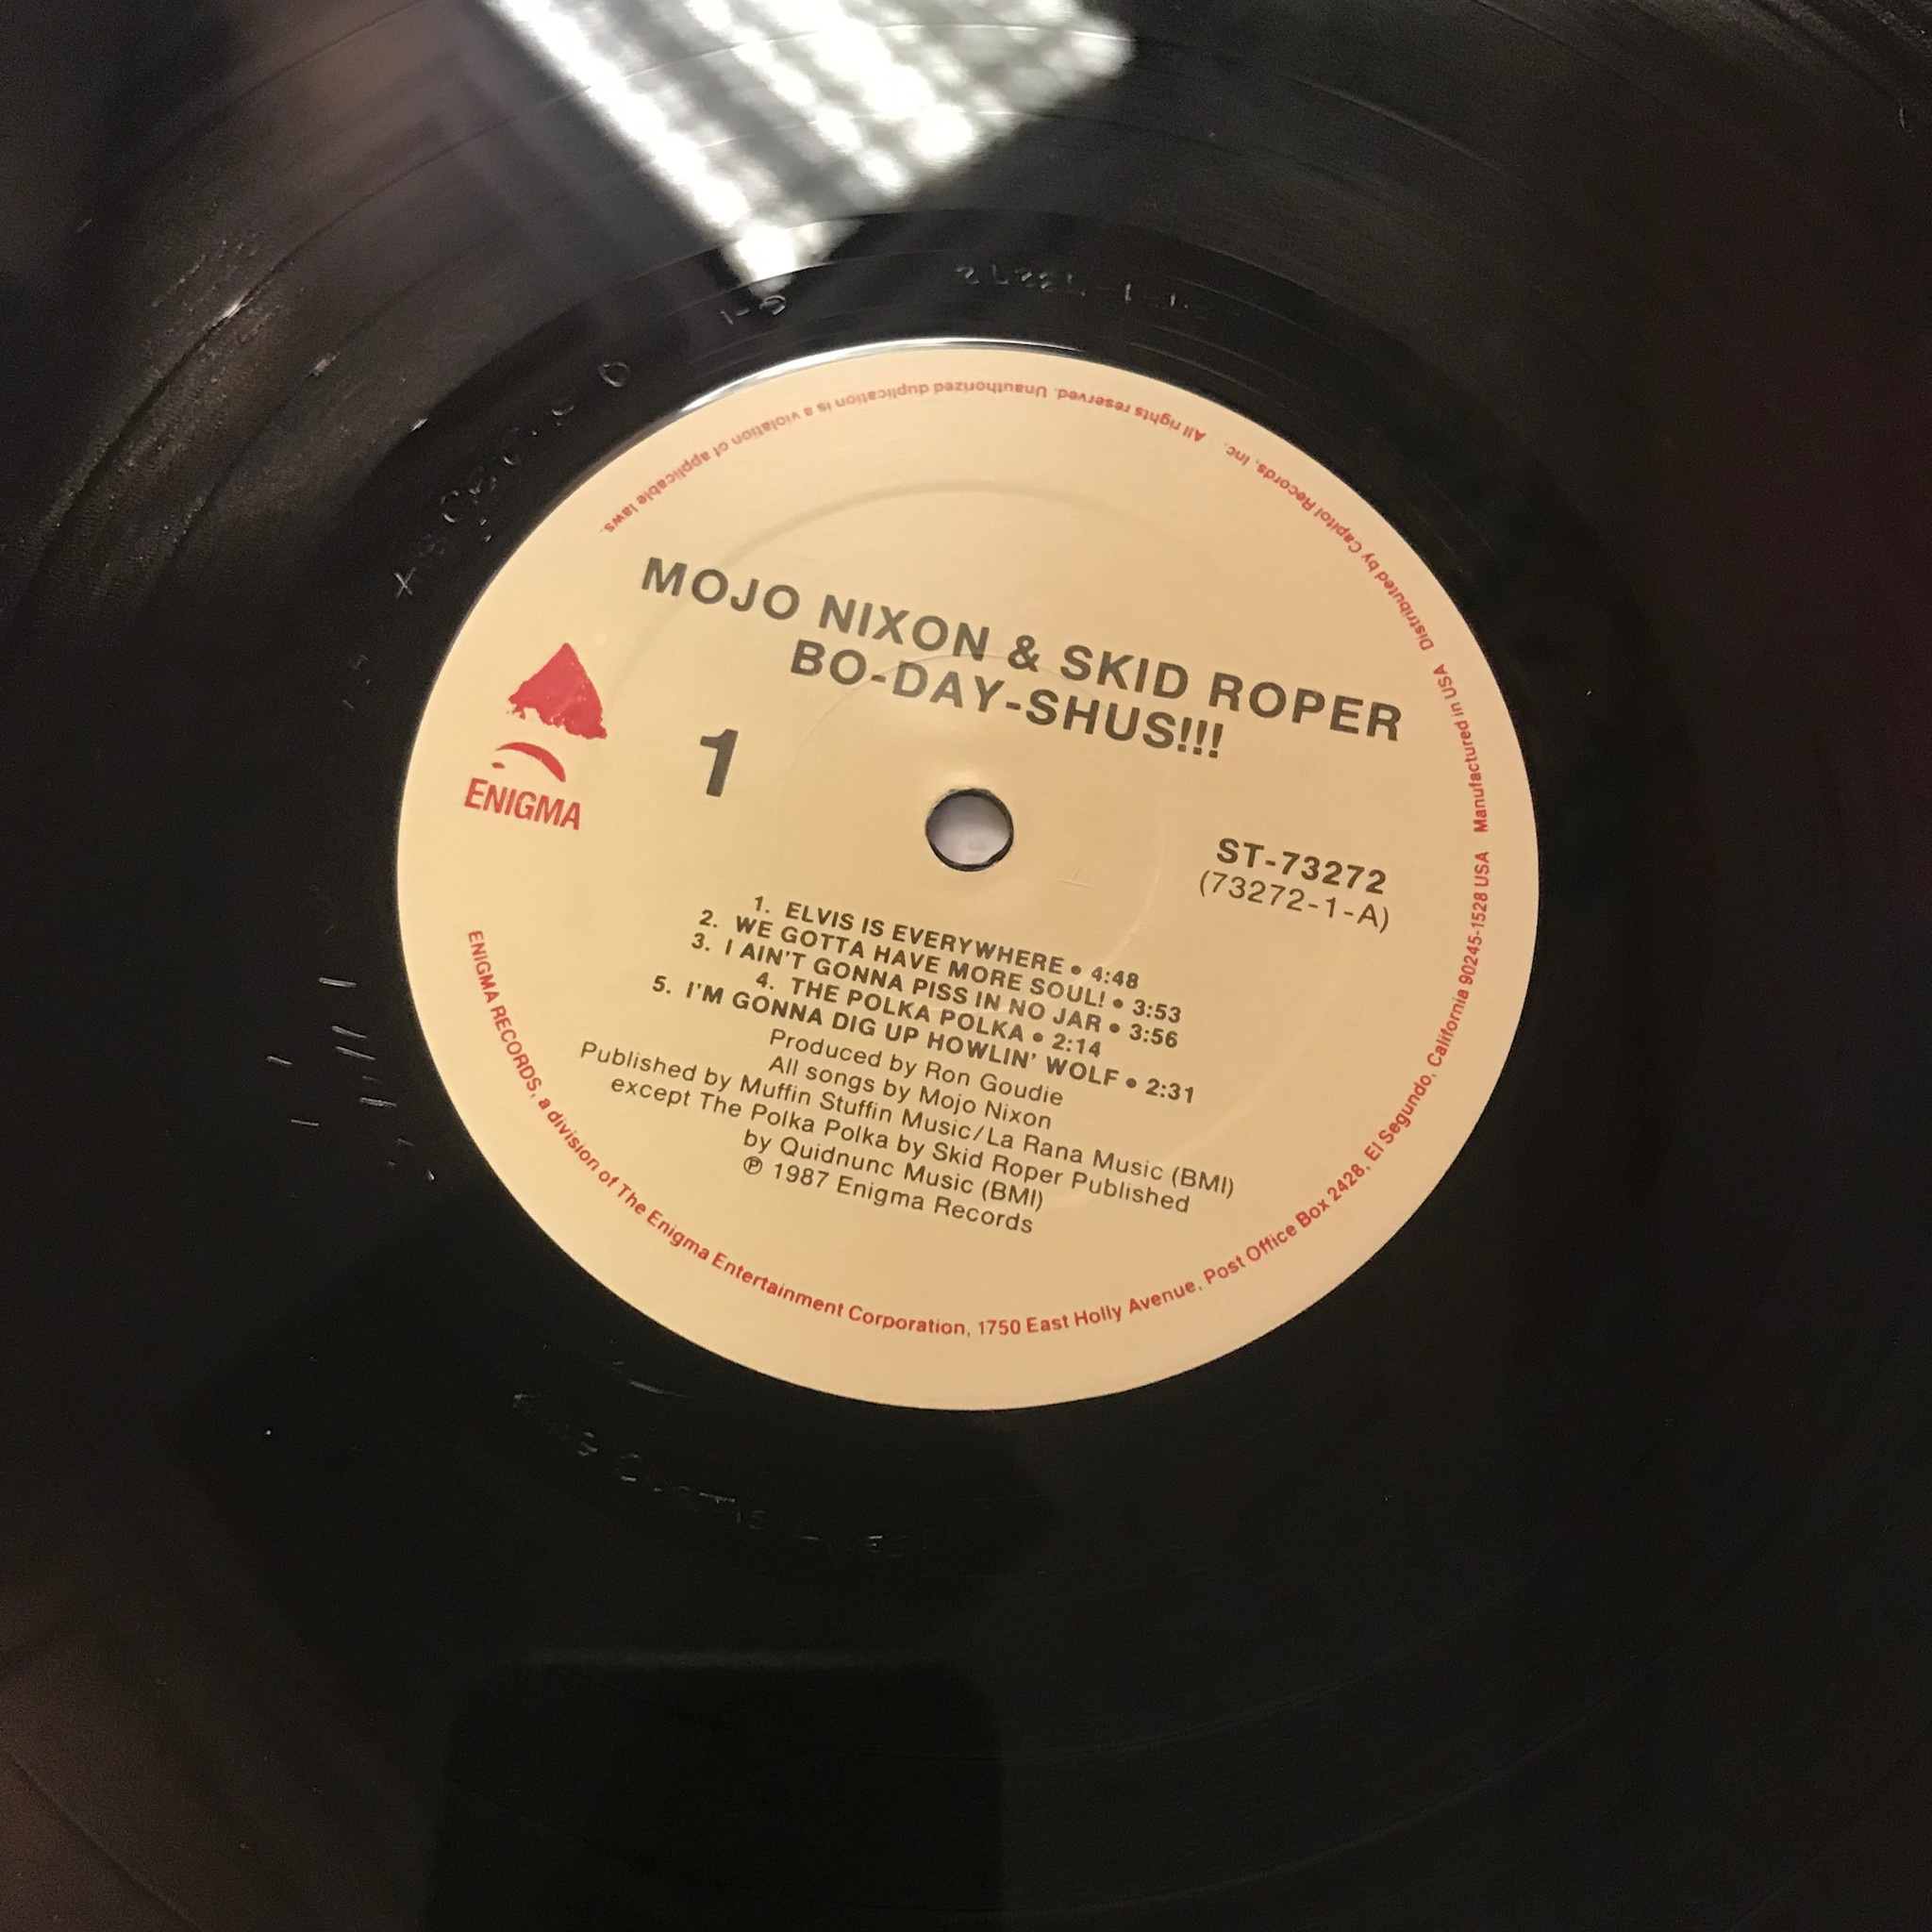 MOJO NIXON & SKID ROPER
BO-DAY-SHUS!!!
1
ENIGMA
ST-73272
(73272-1-A)
1. ELVIS IS EVERYWHERE • 4:48
2. WE GOTTA HAVE MORE SOUL! • 3:53
3. I AIN'T GONNA PISS IN NO JAR • 3:56
4. THE POLKA POLKA • 2:14
5. I'M GONNA DIG UP HOWLIN' WOLF • 2:31
Produced by Ron Goudie
All songs by Mojo Nixon
Published by Muffin Stuffin Music/La Rana Music (BMI)
except The Polka Polka by Skid Roper Published
by Quidnunc Music (BMI)
℗ 1987 Enigma Records
ENIGMA RECORDS, a division of The Enigma Entertainment Corporation, 1750 East Holly Avenue, Post Office Box 2428, El Segundo, California 90245-1528 USA Manufactured in USA Distributed by Capitol Records, Inc. All rights reserved. Unauthorized duplication is a violation of applicable laws.